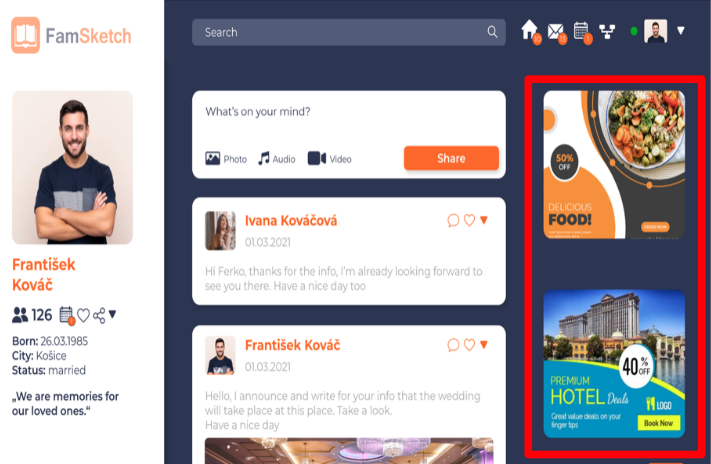 FamSketch
Search
10
13
What's on your mind?
Photo
Audio
Video
Share
František
Kováč
126
Born: 26.03.1985
City: Košice
Status: married
„We are memories for
our loved ones.“
Ivana Kováčová
01.03.2021
Hi Ferko, thanks for the info, I'm already looking forward to
see you there. Have a nice day too
František Kováč
01.03.2021
Hello, I announce and write for your info that the wedding
will take place at this place. Take a look.
Have a nice day
50%
OFF
DELICIOUS
FOOD!
ORDER NOW
40%
OFF
PREMIUM
HOTEL Deals
Great value deals on your
finger tips
LOGO
Book Now